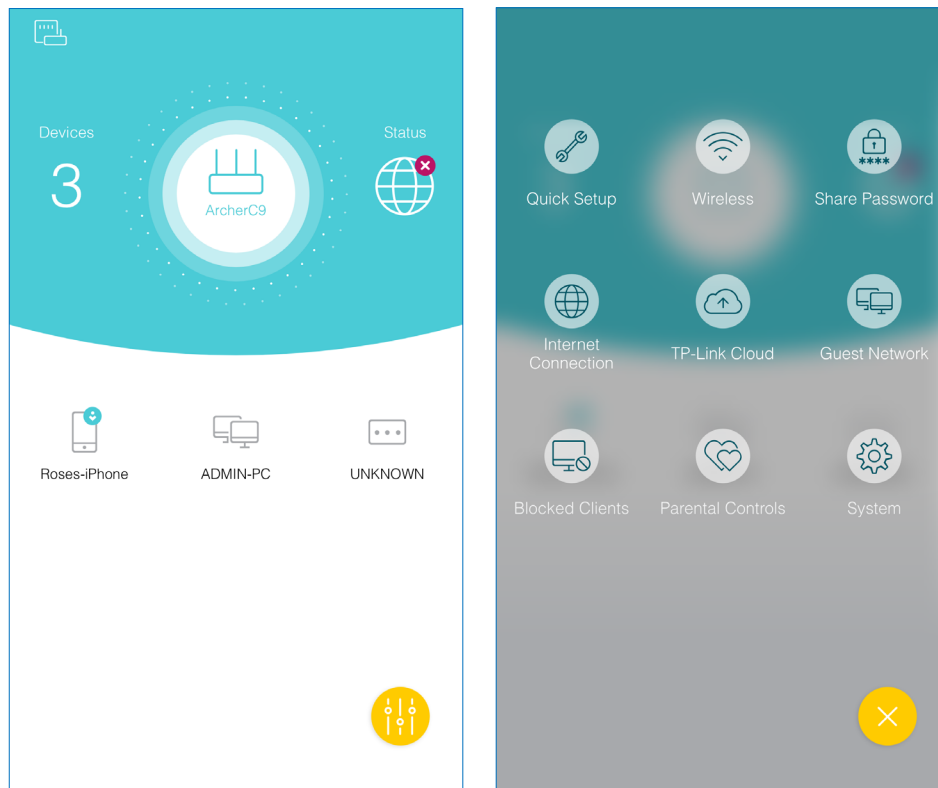 Devices
Status
3
ArcherC9
Roses-iPhone
ADMIN-PC
UNKNOWN
Quick Setup
Wireless
****
Share Password
Internet
Connection
TP-Link Cloud
Guest Network
Blocked Clients
Parental Controls
System